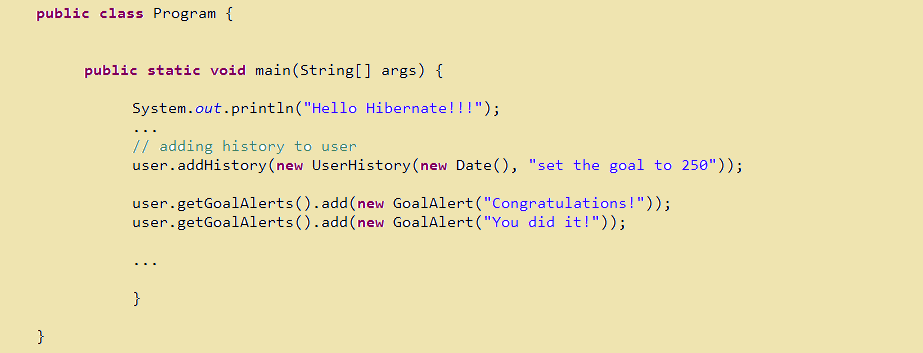 public class Program {
public static void main(String[] args) {
System.out.println("Hello Hibernate!!!");
...
// adding history to user
user.addHistory(new UserHistory(new Date(), "set the goal to 250"));
user.getGoalAlerts().add(new GoalAlert("Congratulations!"));
user.getGoalAlerts().add(new GoalAlert("You did it!"));
...
}
}